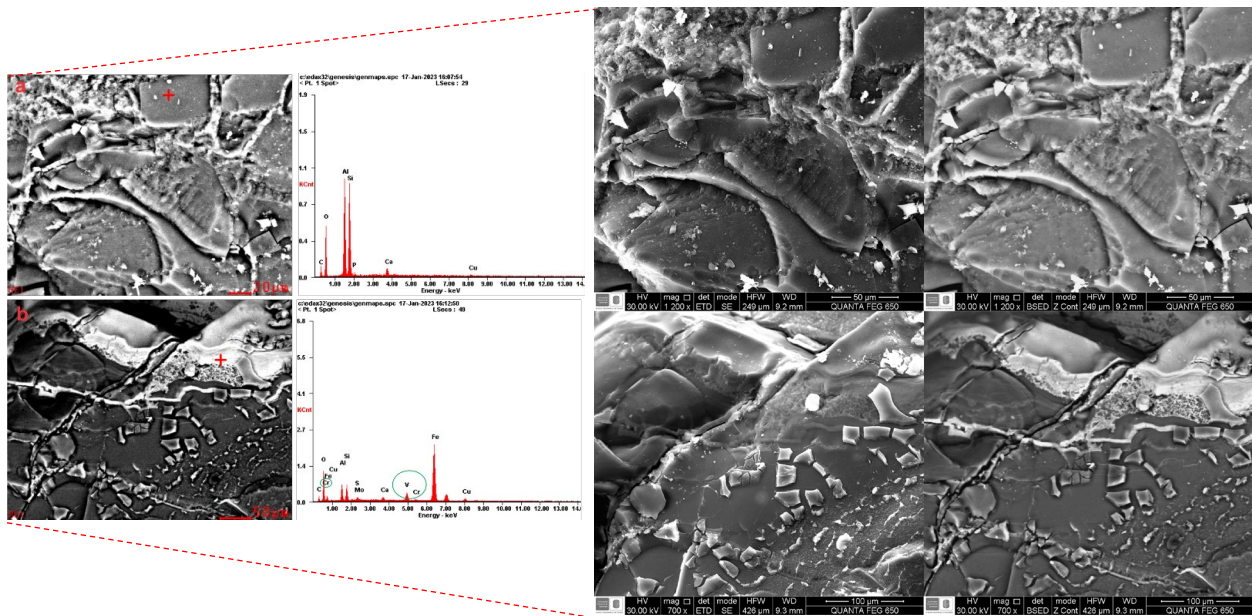 a
c:\edax32\genesis\genmaps.spc 17-Jan-2023 16:07:54
< Pt. 1 Spot> LSecs : 29
1.9
1.5
1.1
KCnt
0.7
0.4
0.0
C
O
Al
Si
P
Ca
Cu
1.00 2.00 3.00 4.00 5.00 6.00 7.00 8.00 9.00 10.00 11.00 12.00 13.00 14.0
Energy - keV
b
c:\edax32\genesis\genmaps.spc 17-Jan-2023 16:12:50
< Pt. 1 Spot> LSecs : 49
6.8
5.6
4.1
KCnt
2.7
1.4
0.0
C
O
Fe
Cr
Cu
Al
Si
S
Mo
Ca
V
Cr
Fe
Cu
1.00 2.00 3.00 4.00 5.00 6.00 7.00 8.00 9.00 10.00 11.00 12.00 13.00 14.0
Energy - keV
50µm
HV mag det mode HFW WD 50 µm
30.00 kV 1 200 x ETD SE 249 µm 9.2 mm QUANTA FEG 650
HV mag det mode HFW WD 50 µm
30.00 kV 1 200 x BSED Z Cont 249 µm 9.2 mm QUANTA FEG 650
HV mag det mode HFW WD 100 µm
30.00 kV 700 x ETD SE 426 µm 9.3 mm QUANTA FEG 650
HV mag det mode HFW WD 100 µm
30.00 kV 700 x BSED Z Cont 426 µm 9.3 mm QUANTA FEG 650